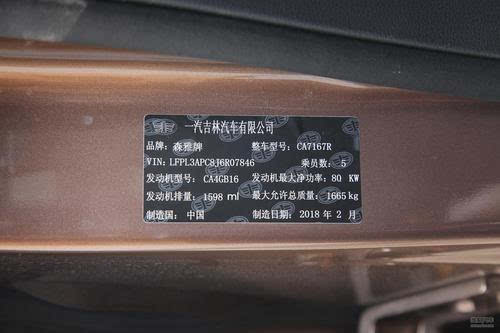 一汽吉林汽车有限公司
品牌: 森雅牌 整车型号: CA7167R
VIN: LFPL3APC8J6R07846 乘员数: 5
发动机型号: CA4GB16 发动机最大净功率: 80 KW
发动机排量: 1598 ml 最大允许总质量: 1665kg
制造国: 中国 制造日期: 2018 年 2 月